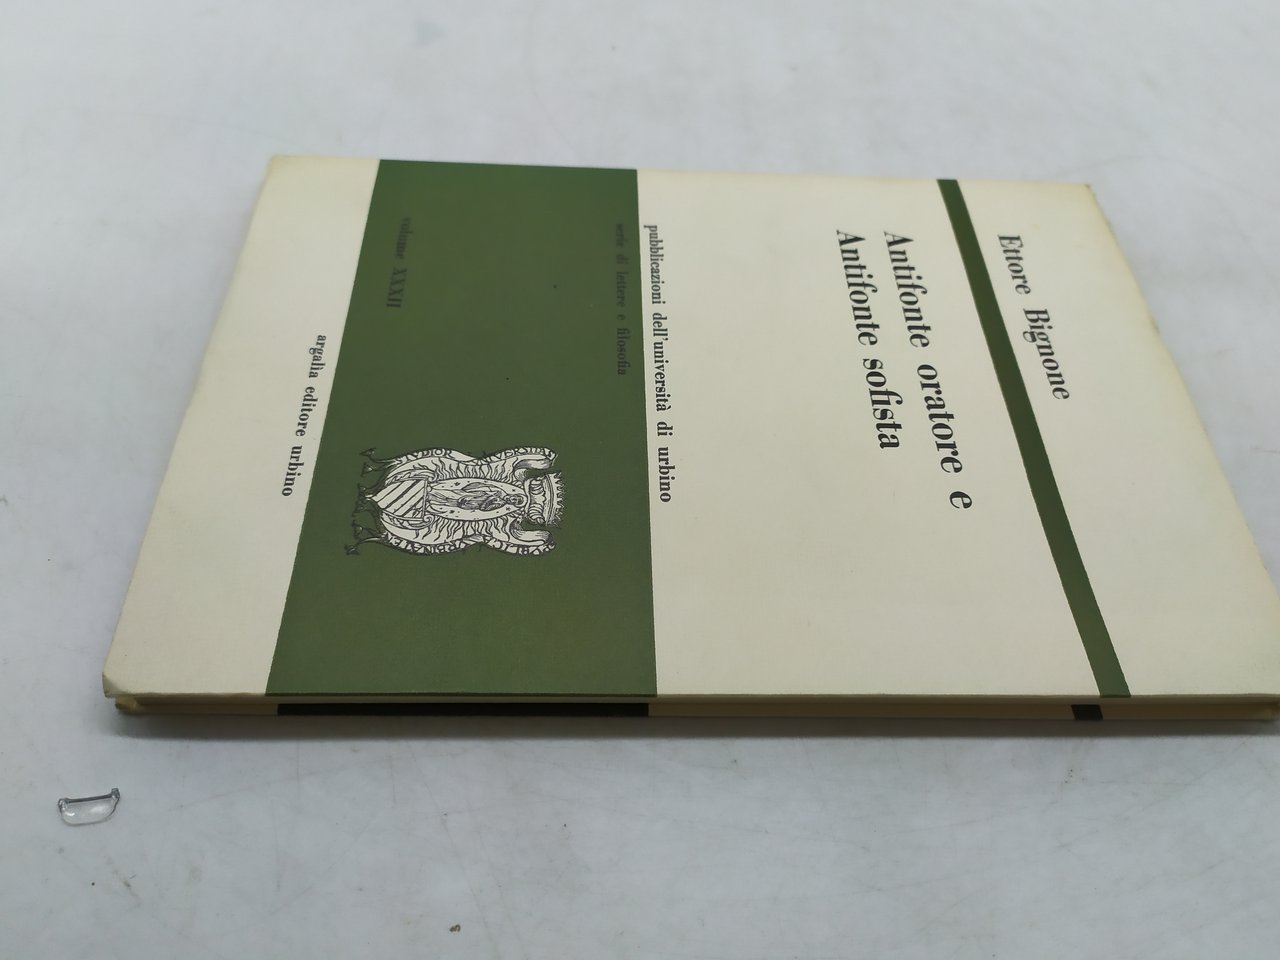 Ettore Bignone
Antifonte oratore e
Antifonte sofista
pubblicazioni dell'università di urbino
serie di lettere e filosofia
volume XXXII
argalìa editore urbino